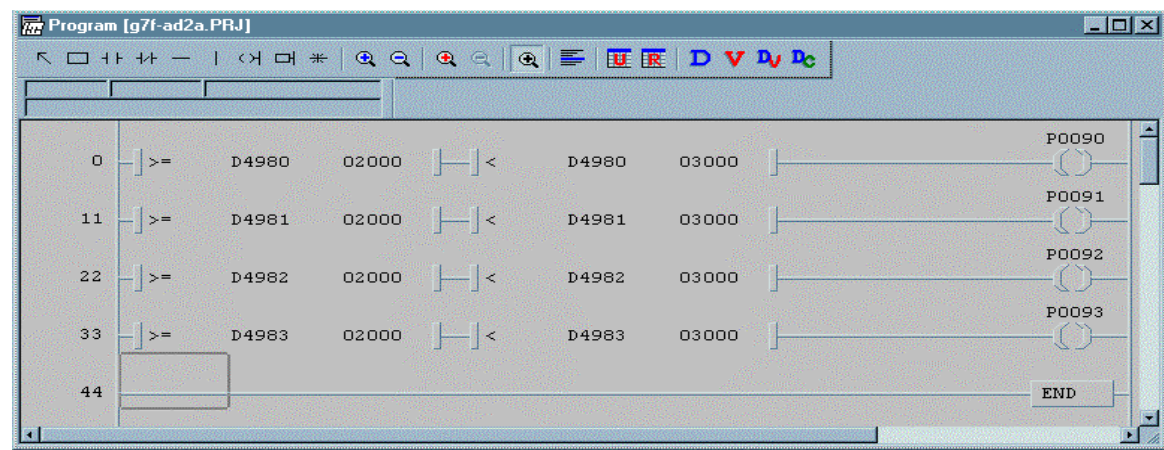 Program [g7f-ad2a.PRJ]
U R D V DV DC
P0090
0 >= D4980 02000 < D4980 03000
P0091
11 >= D4981 02000 < D4981 03000
P0092
22 >= D4982 02000 < D4982 03000
P0093
33 >= D4983 02000 < D4983 03000
44 END